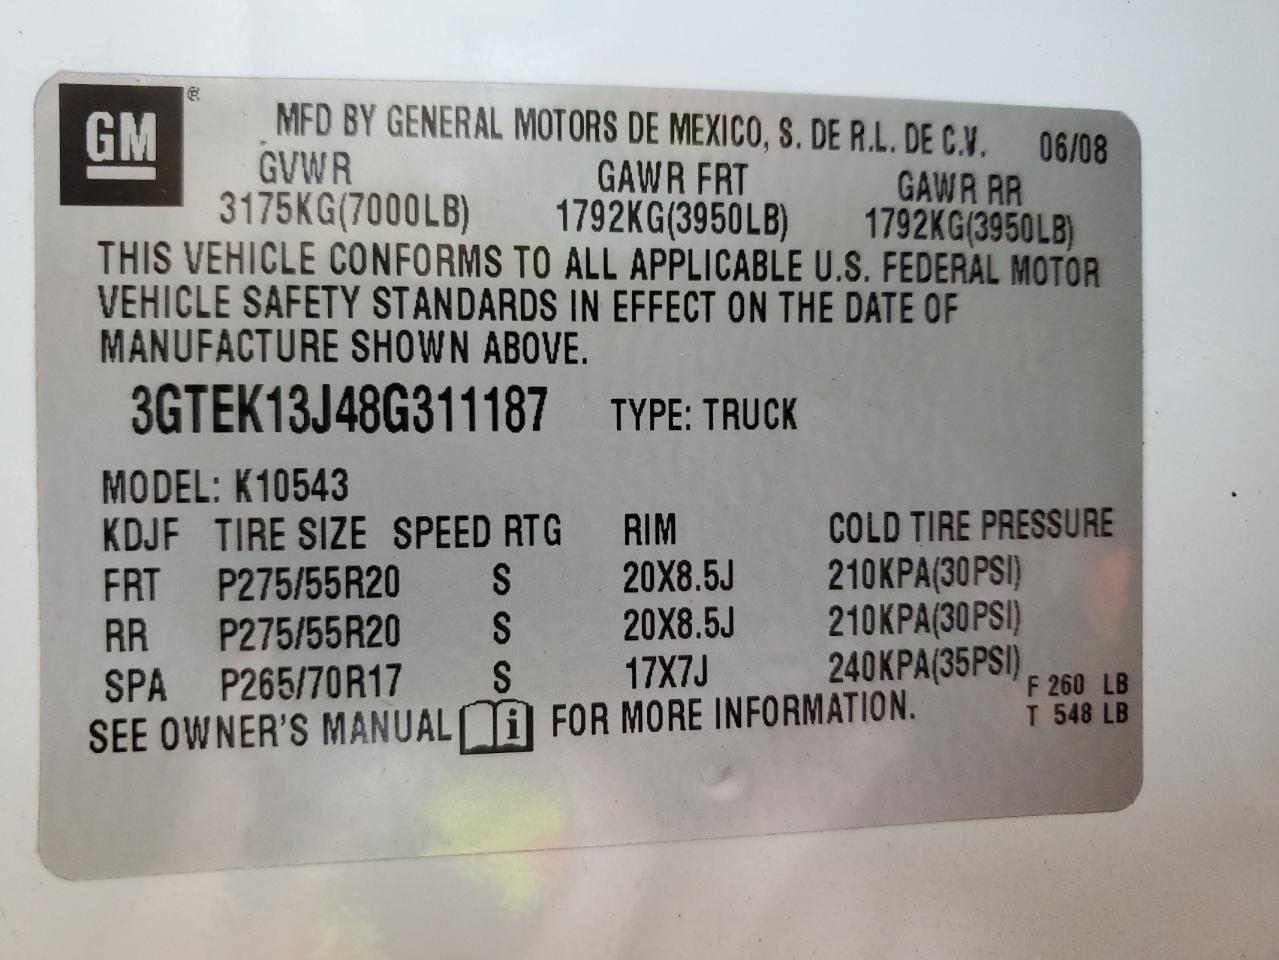 GM ®
MFD BY GENERAL MOTORS DE MEXICO, S. DE R.L. DE C.V. 06/08
GVWR GAWR FRT GAWR RR
3175KG(7000LB) 1792KG(3950LB) 1792KG(3950LB)
THIS VEHICLE CONFORMS TO ALL APPLICABLE U.S. FEDERAL MOTOR
VEHICLE SAFETY STANDARDS IN EFFECT ON THE DATE OF
MANUFACTURE SHOWN ABOVE.
3GTEK13J48G311187 TYPE: TRUCK
MODEL: K10543
KDJF TIRE SIZE SPEED RTG RIM COLD TIRE PRESSURE
FRT P275/55R20 S 20X8.5J 210KPA(30PSI)
RR P275/55R20 S 20X8.5J 210KPA(30PSI)
SPA P265/70R17 S 17X7J 240KPA(35PSI)
F 260 LB
T 548 LB
SEE OWNER'S MANUAL i FOR MORE INFORMATION.